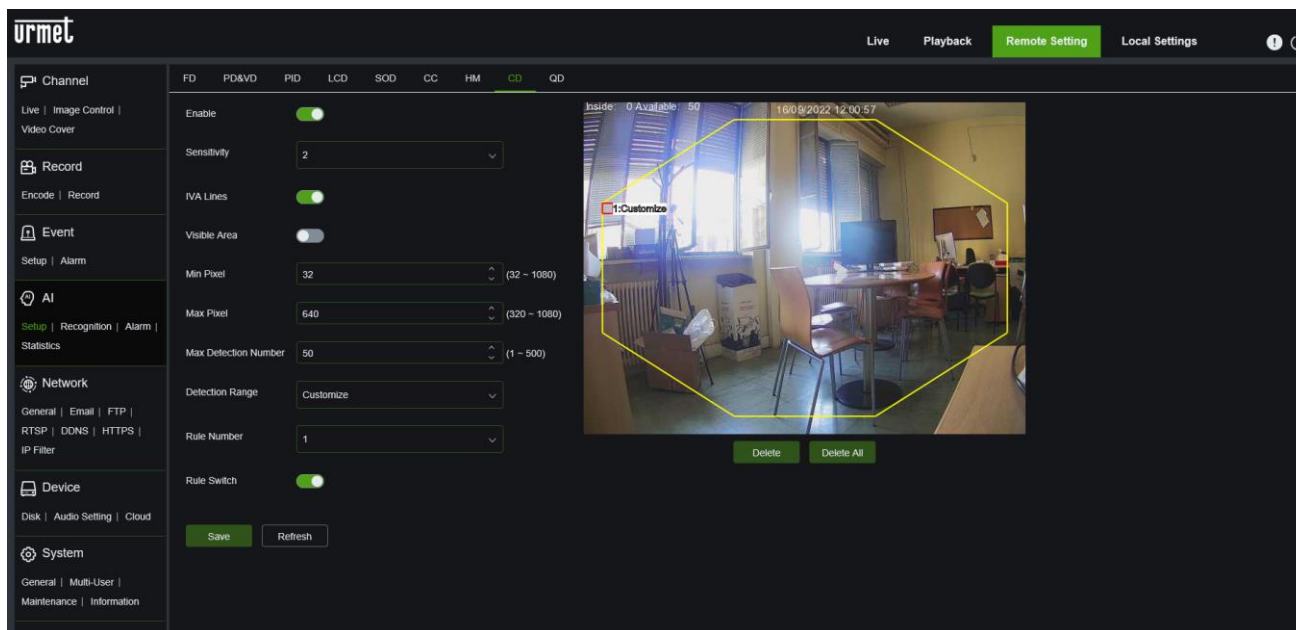 urmet
Live Playback Remote Setting Local Settings
Channel
Live | Image Control |
Video Cover
Record
Encode | Record
Event
Setup | Alarm
AI
Setup | Recognition | Alarm |
Statistics
Network
General | Email | FTP |
RTSP | DDNS | HTTPS |
IP Filter
Device
Disk | Audio Setting | Cloud
System
General | Multi-User |
Maintenance | Information
FD PD&VD PID LCD SOD CC HM CD QD
Enable
Sensitivity 2
IVA Lines
Visible Area
Min Pixel 32 (32 ~ 1080)
Max Pixel 640 (320 ~ 1080)
Max Detection Number 50 (1 ~ 500)
Detection Range Customize
Rule Number 1
Rule Switch
Save Refresh
Inside: 0 Available: 50 16/09/2022 12:00:57
1:Customize
Delete Delete All